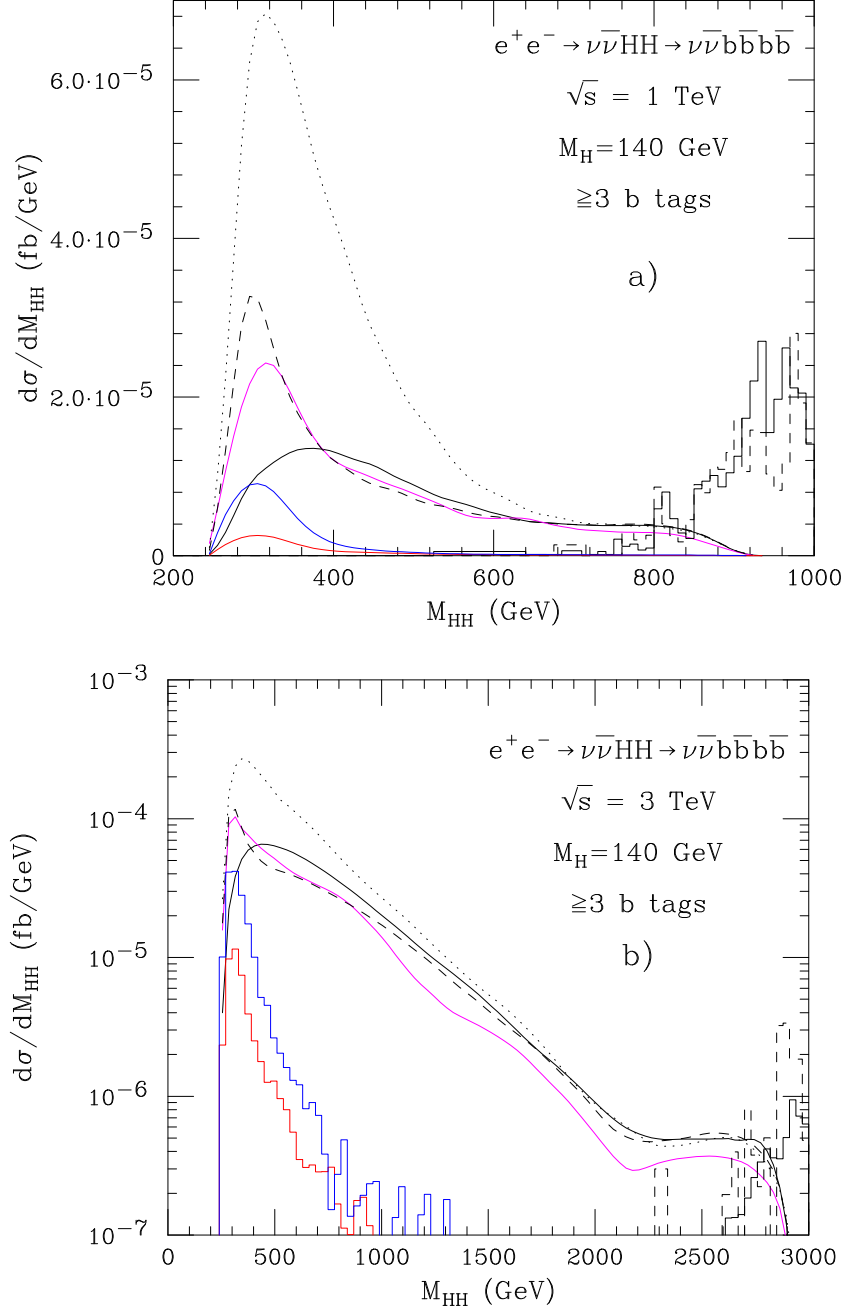 e⁺e⁻→νν̅HH→νν̅bb̅bb̅
√s = 1 TeV
M_H=140 GeV
≧3 b tags
a)
dσ/dM_HH (fb/GeV)
6.0·10⁻⁵
4.0·10⁻⁵
2.0·10⁻⁵
0
200 400 600 800 1000
M_HH (GeV)
e⁺e⁻→νν̅HH→νν̅bb̅bb̅
√s = 3 TeV
M_H=140 GeV
≧3 b tags
b)
dσ/dM_HH (fb/GeV)
10⁻³
10⁻⁴
10⁻⁵
10⁻⁶
10⁻⁷
0 500 1000 1500 2000 2500 3000
M_HH (GeV)